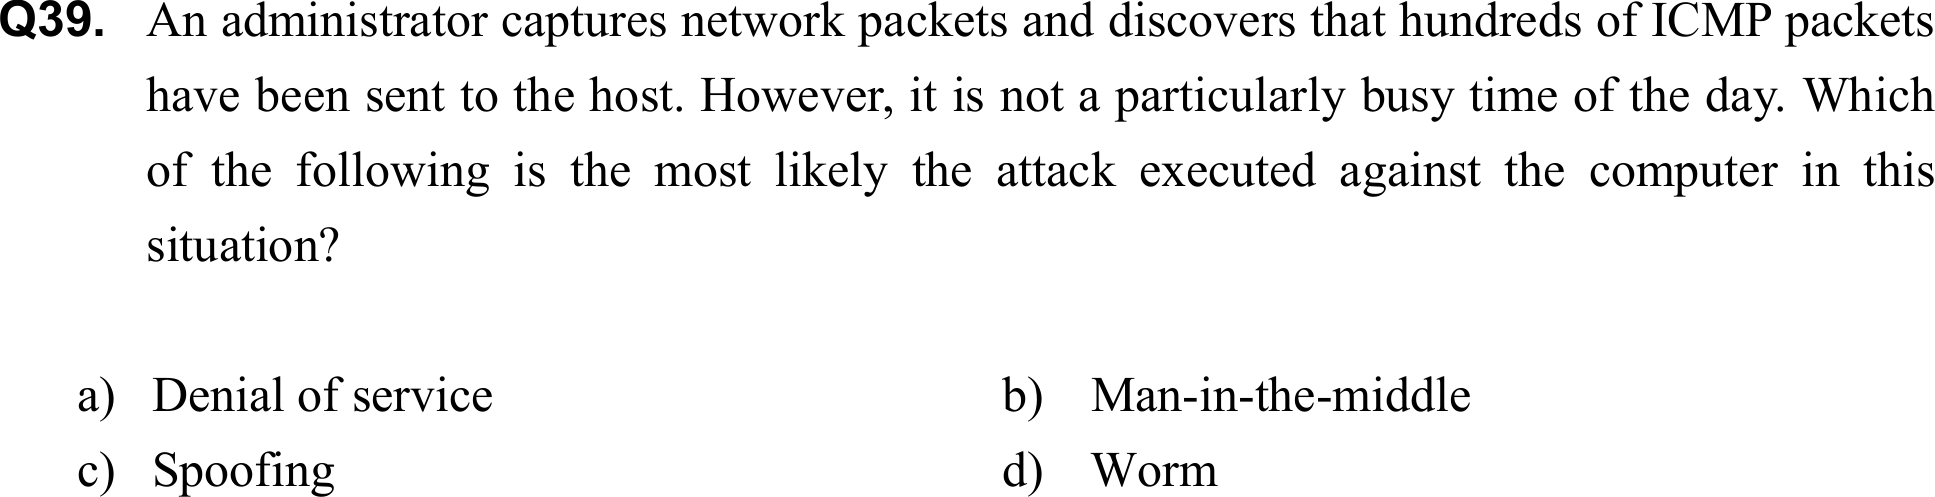 Q39. An administrator captures network packets and discovers that hundreds of ICMP packets
have been sent to the host. However, it is not a particularly busy time of the day. Which
of the following is the most likely the attack executed against the computer in this
situation?
a) Denial of service b) Man-in-the-middle
c) Spoofing d) Worm